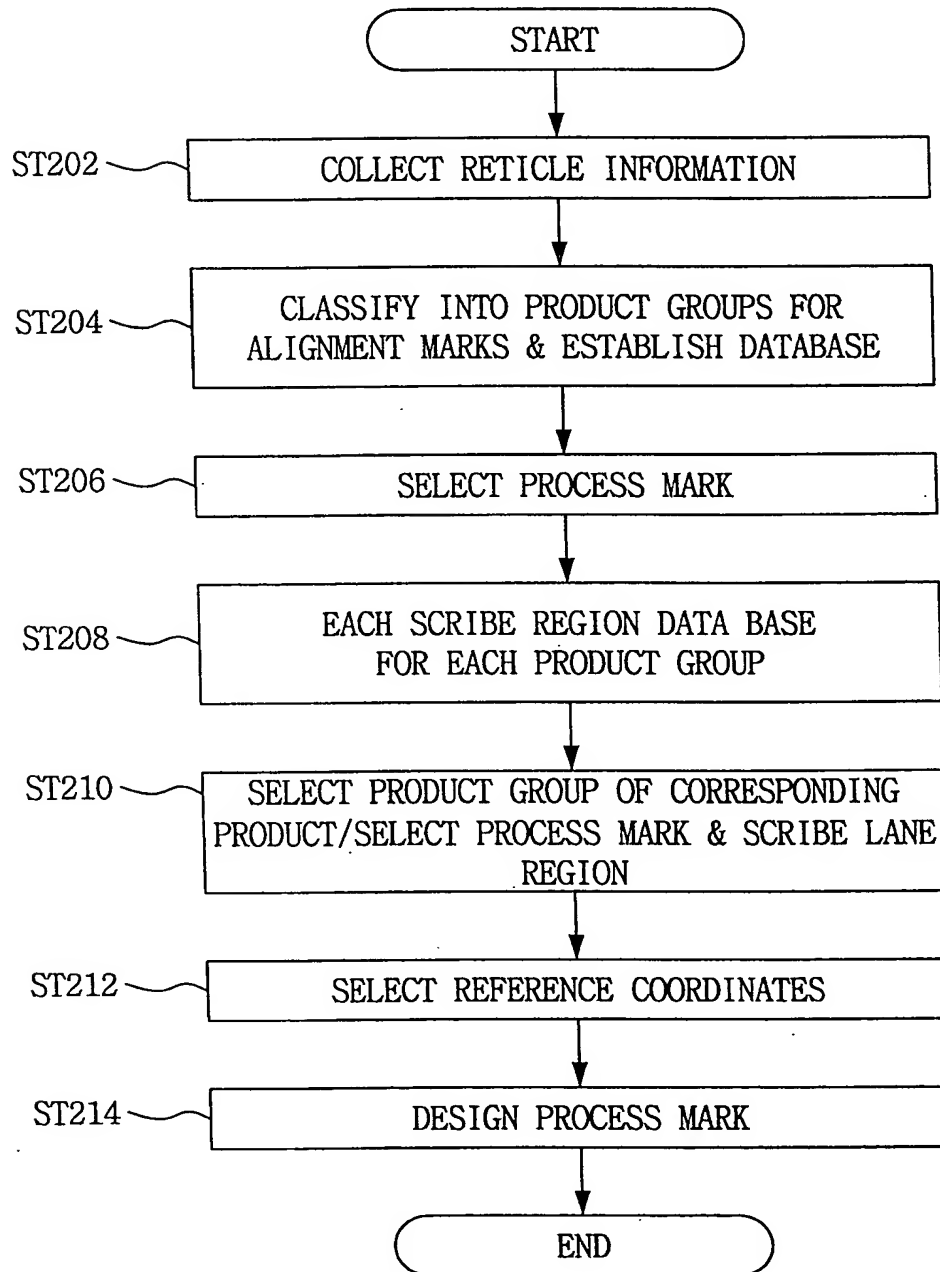 START
ST202
COLLECT RETICLE INFORMATION
ST204
CLASSIFY INTO PRODUCT GROUPS FOR
ALIGNMENT MARKS & ESTABLISH DATABASE
ST206
SELECT PROCESS MARK
ST208
EACH SCRIBE REGION DATA BASE
FOR EACH PRODUCT GROUP
ST210
SELECT PRODUCT GROUP OF CORRESPONDING
PRODUCT/SELECT PROCESS MARK & SCRIBE LANE
REGION
ST212
SELECT REFERENCE COORDINATES
ST214
DESIGN PROCESS MARK
END